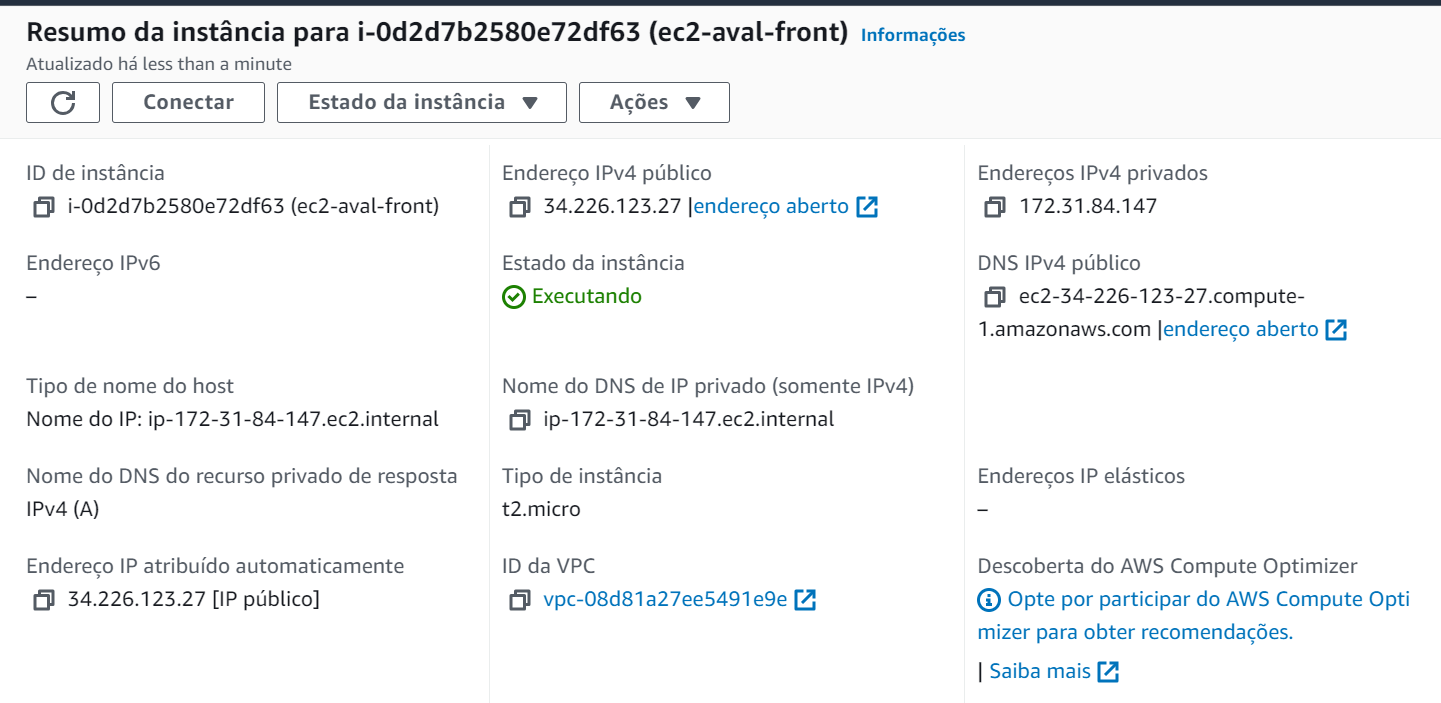 Resumo da instância para i-0d2d7b2580e72df63 (ec2-aval-front) Informações
Atualizado há less than a minute
Conectar Estado da instância Ações
ID de instância
i-0d2d7b2580e72df63 (ec2-aval-front)
Endereço IPv4 público
34.226.123.27 |endereço aberto
Endereços IPv4 privados
172.31.84.147
Endereço IPv6
–
Estado da instância
Executando
DNS IPv4 público
ec2-34-226-123-27.compute-
1.amazonaws.com |endereço aberto
Tipo de nome do host
Nome do IP: ip-172-31-84-147.ec2.internal
Nome do DNS de IP privado (somente IPv4)
ip-172-31-84-147.ec2.internal
Nome do DNS do recurso privado de resposta
IPv4 (A)
Tipo de instância
t2.micro
Endereços IP elásticos
–
Endereço IP atribuído automaticamente
34.226.123.27 [IP público]
ID da VPC
vpc-08d81a27ee5491e9e
Descoberta do AWS Compute Optimizer
Opte por participar do AWS Compute Opti
mizer para obter recomendações.
| Saiba mais